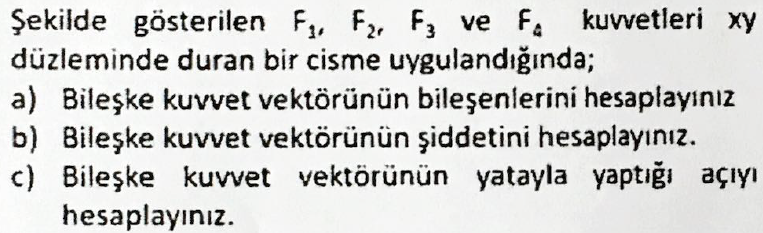 Şekilde gösterilen F₁, F₂, F₃ ve F₄ kuvvetleri xy
düzleminde duran bir cisme uygulandığında;
a) Bileşke kuvvet vektörünün bileşenlerini hesaplayınız
b) Bileşke kuvvet vektörünün şiddetini hesaplayınız.
c) Bileşke kuvvet vektörünün yatayla yaptığı açıyı
hesaplayınız.